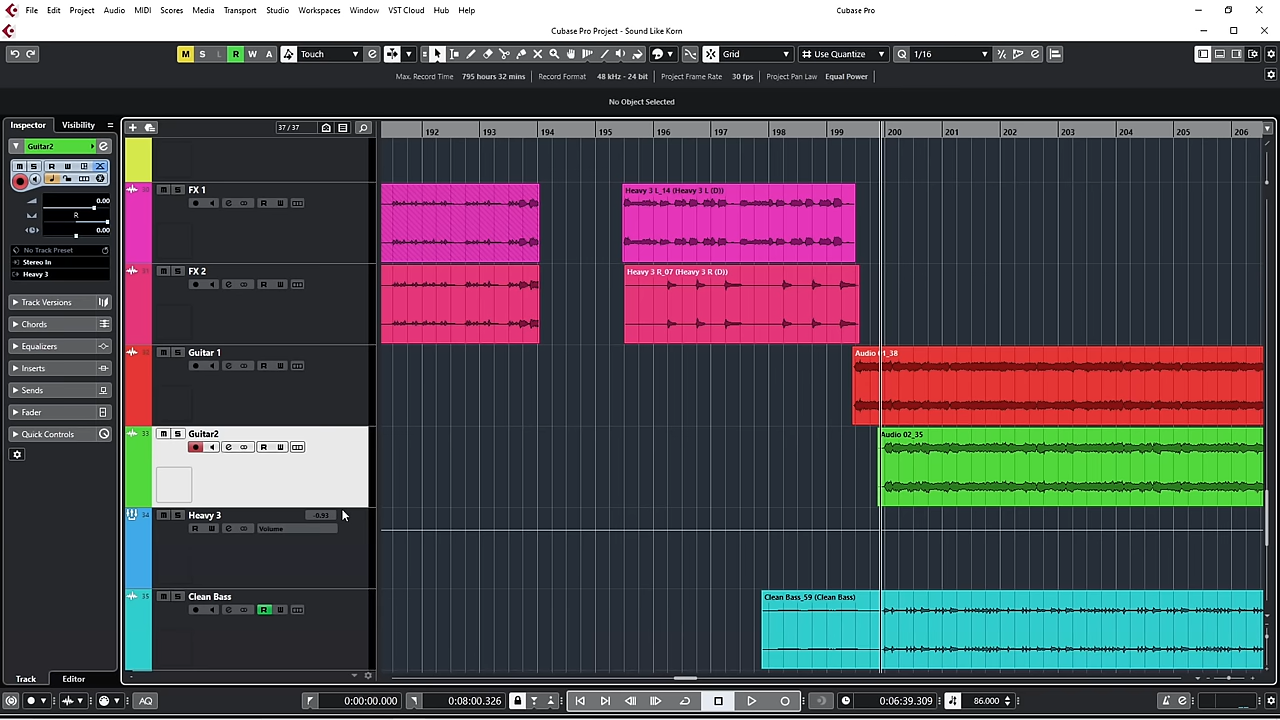 File Edit Project Audio MIDI Scores Media Transport Studio Workspaces Window VST Cloud Hub Help Cubase Pro
Cubase Pro Project - Sound Like Korn
M S L R W A Touch Grid Use Quantize Q 1/16
Max. Record Time 795 hours 32 mins Record Format 48 kHz - 24 bit Project Frame Rate 30 fps Project Pan Law Equal Power
No Object Selected
Inspector Visibility 37 / 37 192 193 194 195 196 197 198 199 200 201 202 203 204 205 206
Guitar2
M S R W
0.00
R
0.00
No Track Preset
Stereo In
Heavy 3
Track Versions
Chords
Equalizers
Inserts
Sends
Fader
Quick Controls
30 M S FX 1 Heavy 3 L_14 (Heavy 3 L (D))
R W
31 M S FX 2 Heavy 3 R_07 (Heavy 3 R (D))
R W
32 M S Guitar 1 Audio 01_38
R W
33 M S Guitar2 Audio 02_35
R W
34 M S Heavy 3 -0.93
R W Volume
35 M S Clean Bass Clean Bass_59 (Clean Bass)
R W
Track Editor
AQ 0:00:00.000 0:08:00.326 0:06:39.309 86.000